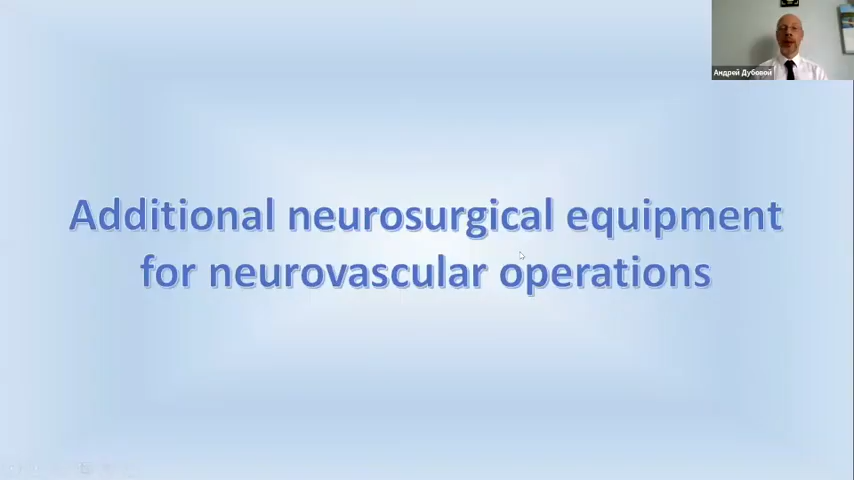 Андрей Дубовой
Additional neurosurgical equipment
for neurovascular operations